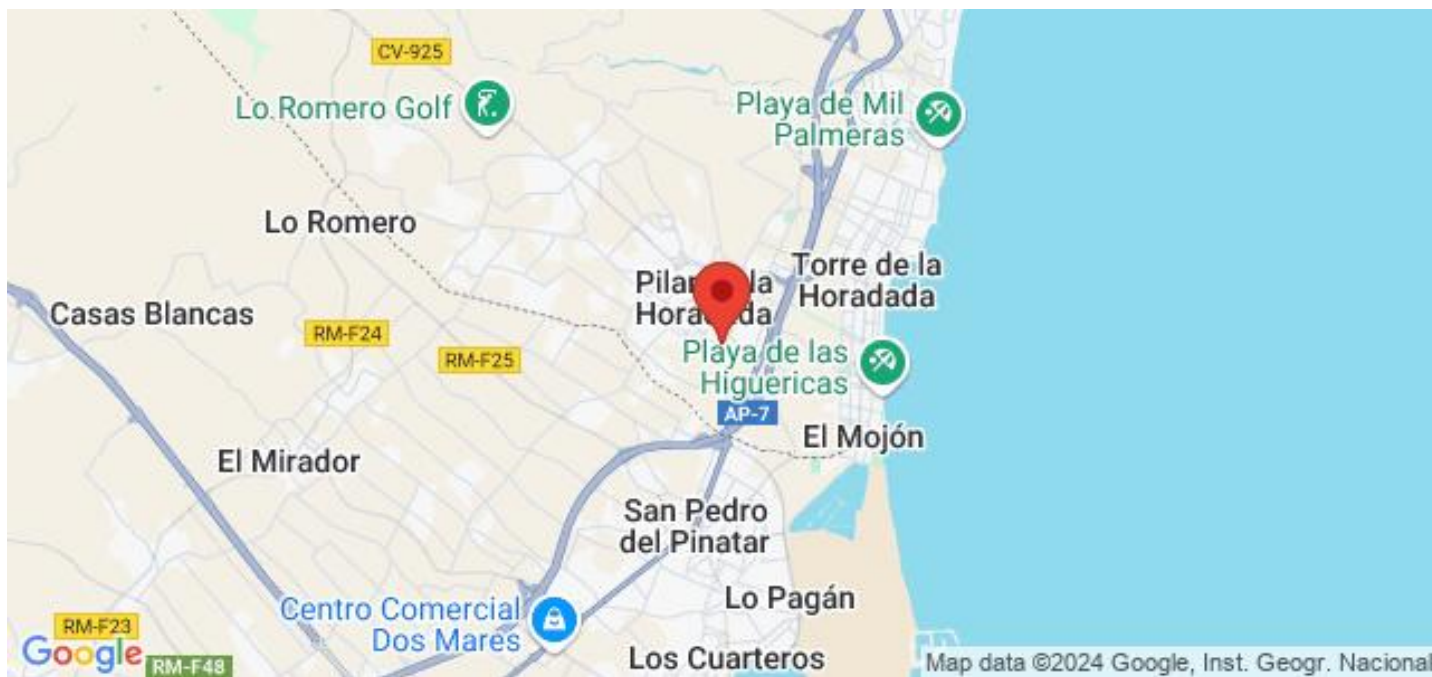 CV-925
Lo Romero Golf
Playa de Mil
Palmeras
Lo Romero
Torre de la
Horadada
Casas Blancas
RM-F24
RM-F25
Playa de las
Higuericas
AP-7
El Mojón
El Mirador
San Pedro
del Pinatar
Lo Pagán
Centro Comercial
Dos Mares
RM-F23
Google
RM-F48
Los Cuarteros
Map data ©2024 Google, Inst. Geogr. Nacional